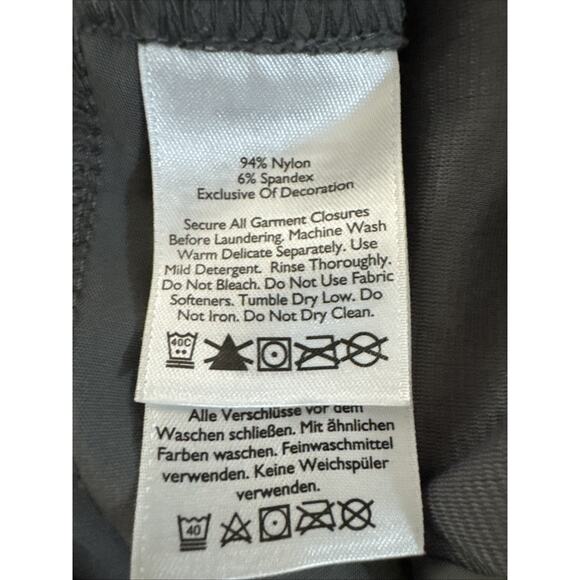 94% Nylon
6% Spandex
Exclusive Of Decoration
Secure All Garment Closures
Before Laundering. Machine Wash
Warm Delicate Separately. Use
Mild Detergent. Rinse Thoroughly.
Do Not Bleach. Do Not Use Fabric
Softeners. Tumble Dry Low. Do
Not Iron. Do Not Dry Clean.
40C
Alle Verschlüsse vor dem
Waschen schließen. Mit ähnlichen
Farben waschen. Feinwaschmittel
verwenden. Keine Weichspüler
verwenden.
40